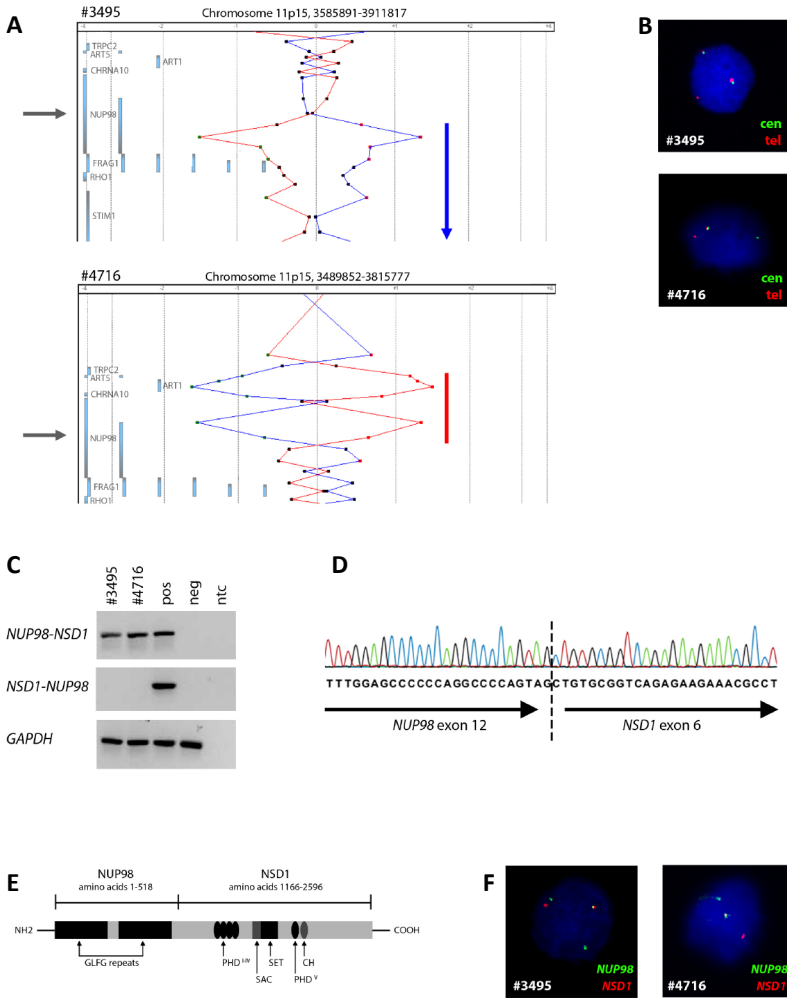 A
#3495
Chromosome 11p15, 3585891-3911817
TRPC2
ART5
ART1
CHRNA10
NUP98
FRAG1
RHO1
STIM1
#4716
Chromosome 11p15, 3489852-3815777
TRPC2
ART5
ART1
CHRNA10
NUP98
FRAG1
RHO1
B
cen
#3495 tel
cen
#4716 tel
C
#3495 #4716 pos neg ntc
NUP98-NSD1
NSD1-NUP98
GAPDH
D
TTTGGAGCCCCCCAGGCCCCAGTAGCTGTGCGGTCAGAGAAGAAACGCCT
NUP98 exon 12 NSD1 exon 6
E
NUP98 NSD1
amino acids 1-518 amino acids 1166-2596
NH2 COOH
GLFG repeats PHD I-IV SET CH
SAC PHD V
F
NUP98
#3495 NSD1
NUP98
#4716 NSD1